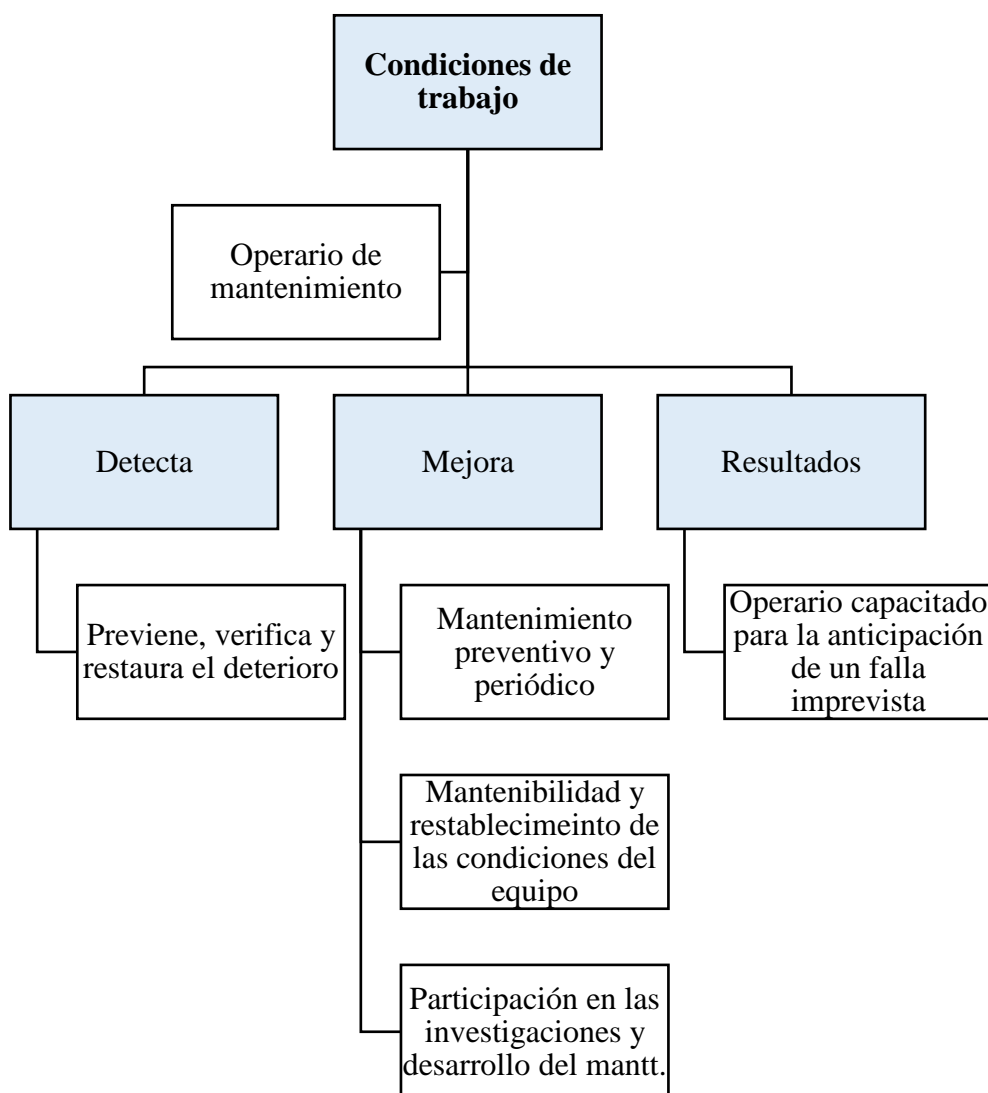 Condiciones de
trabajo
Operario de
mantenimiento
Detecta
Mejora
Resultados
Previene, verifica y
restaura el deterioro
Mantenimiento
preventivo y
periódico
Operario capacitado
para la anticipación
de un falla
imprevista
Mantenibilidad y
restablecimeinto de
las condiciones del
equipo
Participación en las
investigaciones y
desarrollo del mantt.